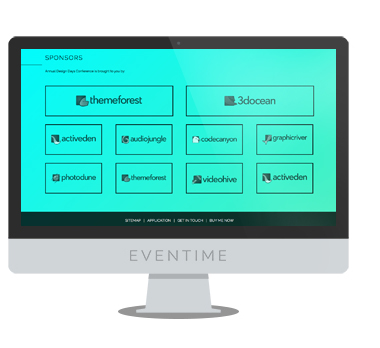 SPONSORS
Annual Design Days Conference is brought to you by:
themeforest 3docean
activeden audiojungle codecanyon graphicriver
photodune themeforest videohive activeden
SITEMAP | APPLICATION | GET IN TOUCH | BUY ME NOW
EVENTIME